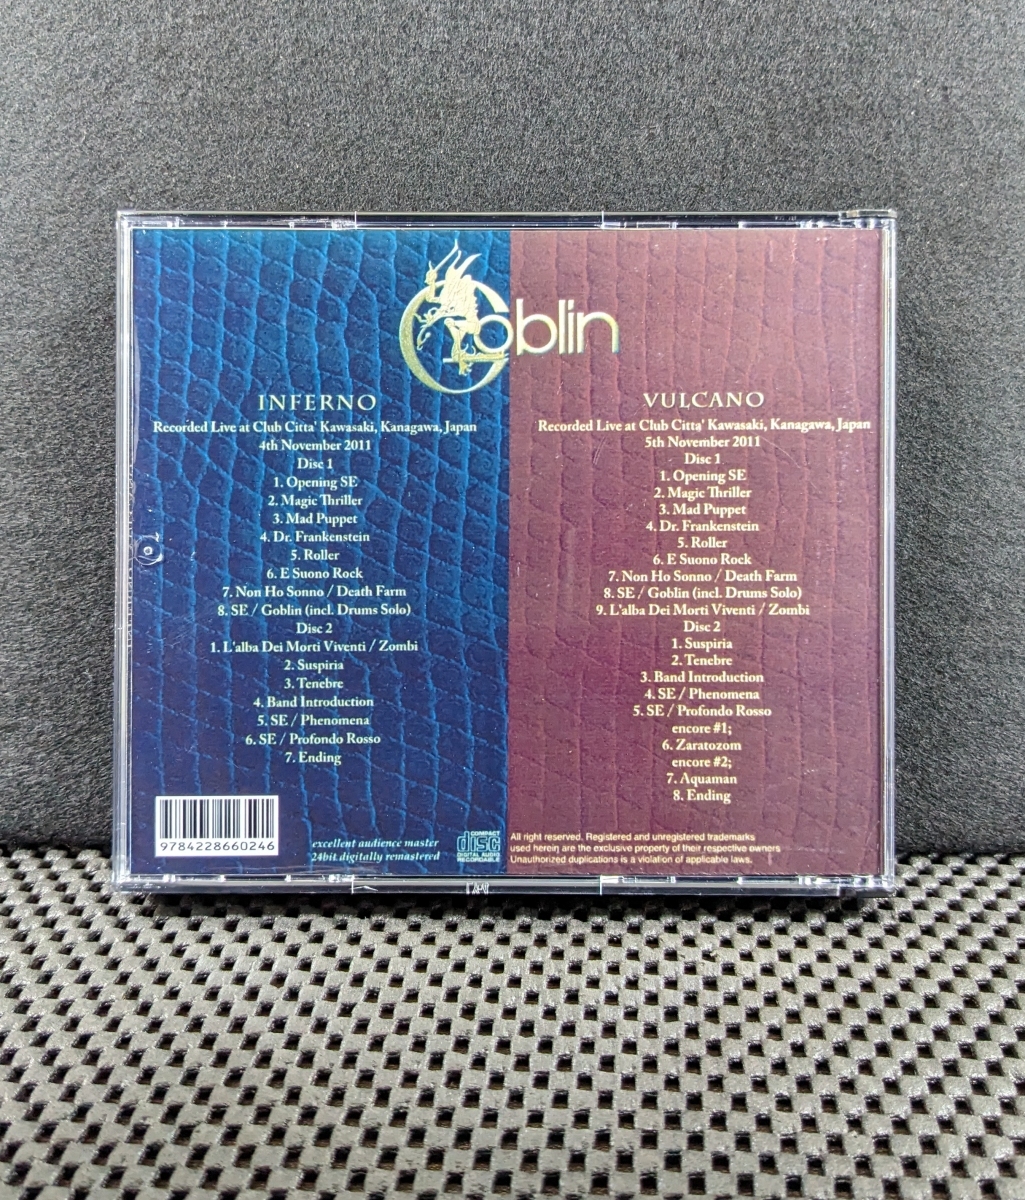 Goblin
INFERNO
Recorded Live at Club Citta' Kawasaki, Kanagawa, Japan
4th November 2011
Disc 1
1. Opening SE
2. Magic Thriller
3. Mad Puppet
4. Dr. Frankenstein
5. Roller
6. E Suono Rock
7. Non Ho Sonno / Death Farm
8. SE / Goblin (incl. Drums Solo)
Disc 2
1. L'alba Dei Morti Viventi / Zombi
2. Suspiria
3. Tenebre
4. Band Introduction
5. SE / Phenomena
6. SE / Profondo Rosso
7. Ending
VULCANO
Recorded Live at Club Citta' Kawasaki, Kanagawa, Japan
5th November 2011
Disc 1
1. Opening SE
2. Magic Thriller
3. Mad Puppet
4. Dr. Frankenstein
5. Roller
6. E Suono Rock
7. Non Ho Sonno / Death Farm
8. SE / Goblin (incl. Drums Solo)
9. L'alba Dei Morti Viventi / Zombi
Disc 2
1. Suspiria
2. Tenebre
3. Band Introduction
4. SE / Phenomena
5. SE / Profondo Rosso
encore #1;
6. Zaratozom
encore #2;
7. Aquaman
8. Ending
9784228660246
excellent audience master
24bit digitally remastered
COMPACT
disc
DIGITAL AUDIO
RECORDABLE
All right reserved. Registered and unregistered trademarks
used herein are the exclusive property of their respective owners
Unauthorized duplications is a violation of applicable laws.